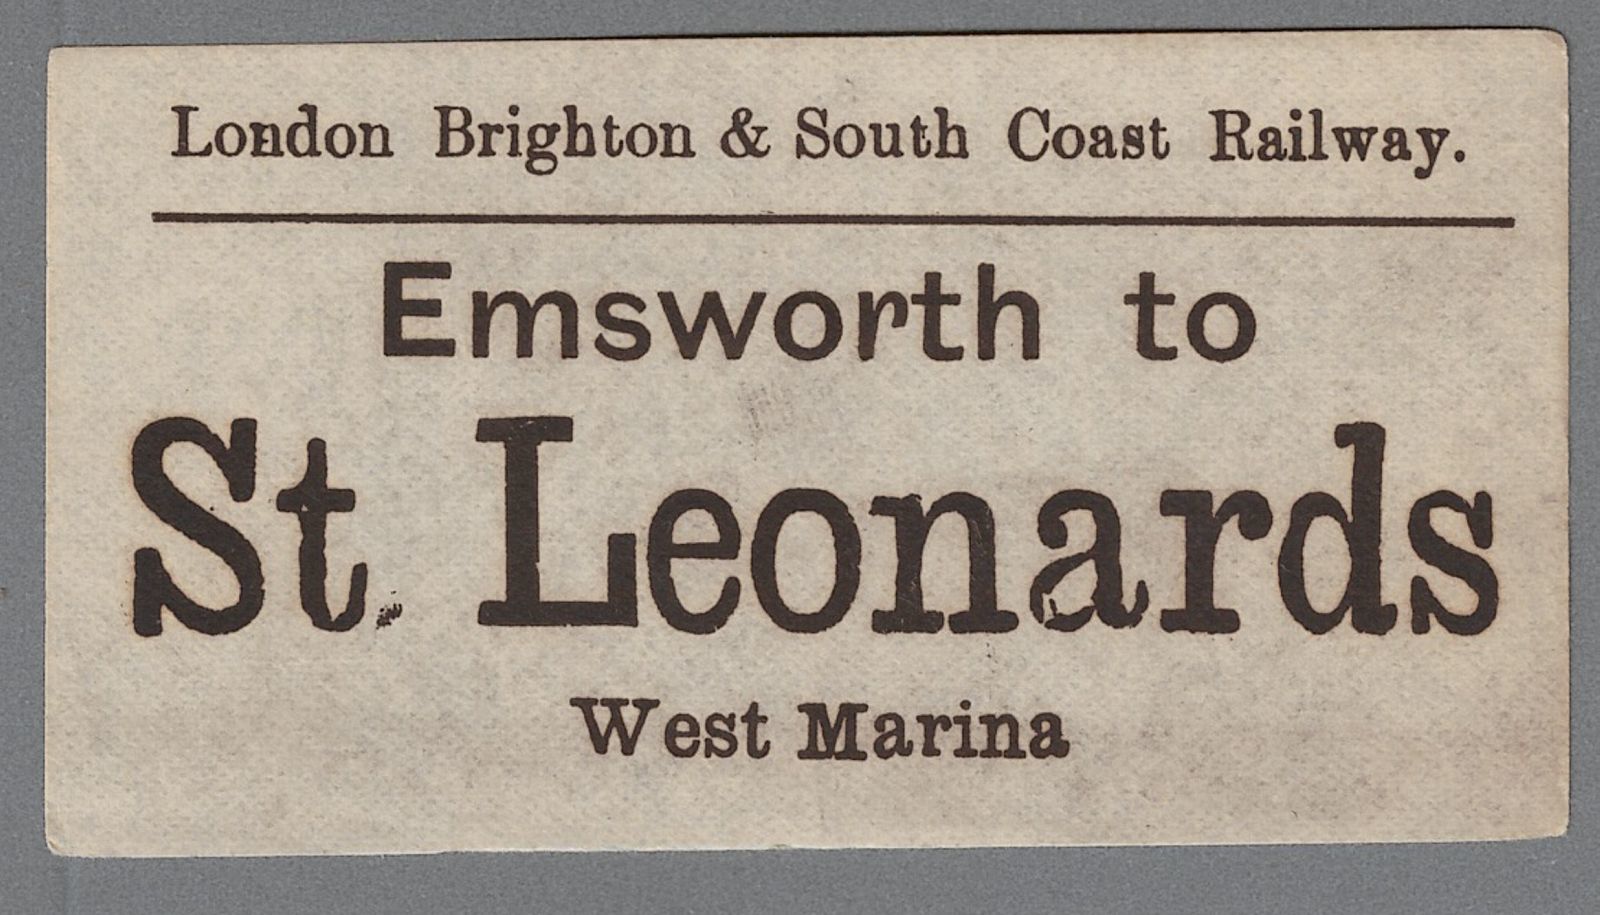 London Brighton & South Coast Railway.
Emsworth to
St. Leonards
West Marina